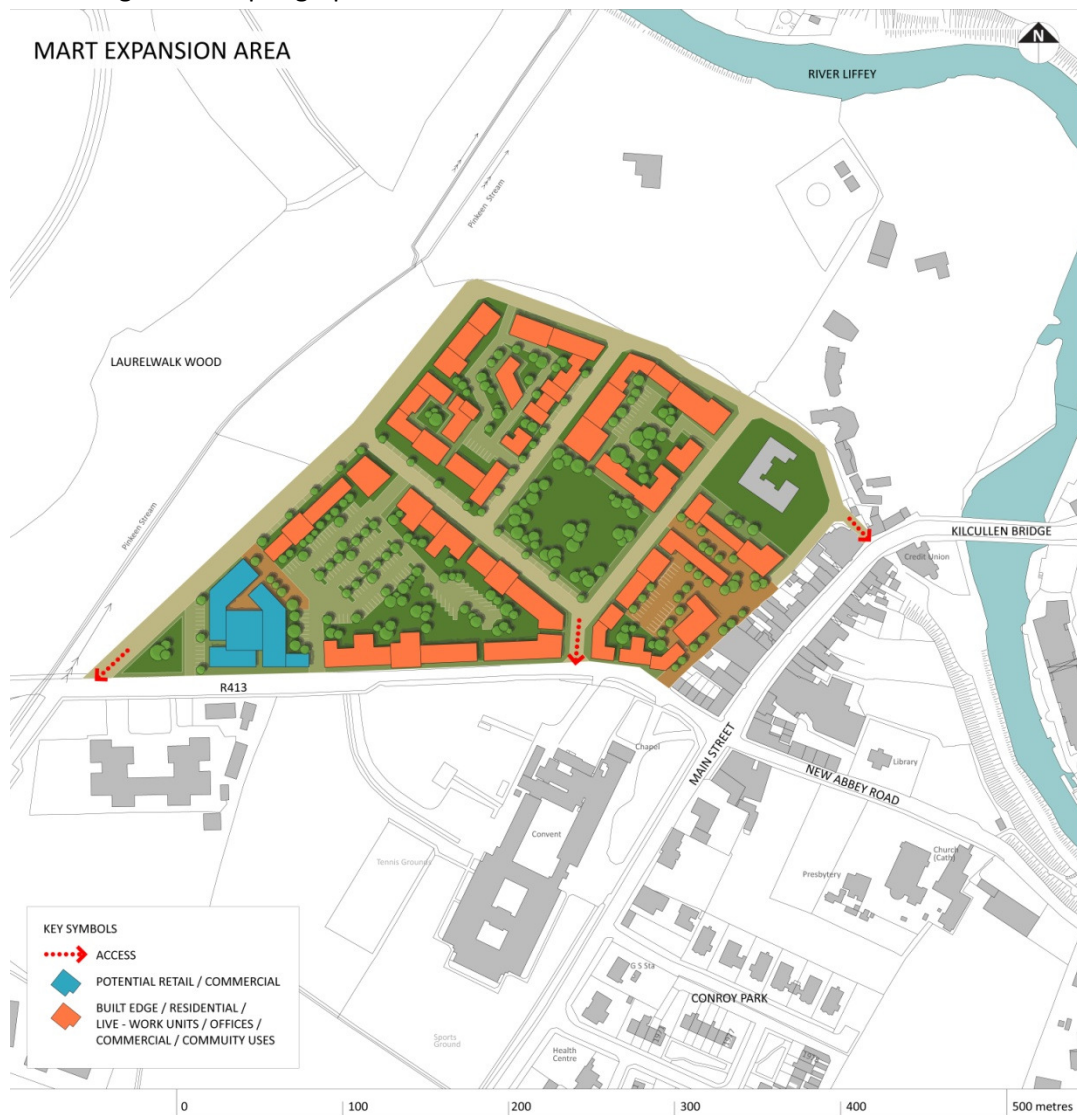 MART EXPANSION AREA
N
RIVER LIFFEY
Pinkeen Stream
LAURELWALK WOOD
Pinkeen Stream
KILCULLEN BRIDGE
Credit Union
R413
MAIN STREET
Chapel
Library
NEW ABBEY ROAD
Convent
Tennis Grounds
Church
(Cath)
Presbytery
G S Sta
CONROY PARK
Sports
Ground
Health
Centre
KEY SYMBOLS
ACCESS
POTENTIAL RETAIL / COMMERCIAL
BUILT EDGE / RESIDENTIAL /
LIVE - WORK UNITS / OFFICES /
COMMERCIAL / COMMUITY USES
0 100 200 300 400 500 metres